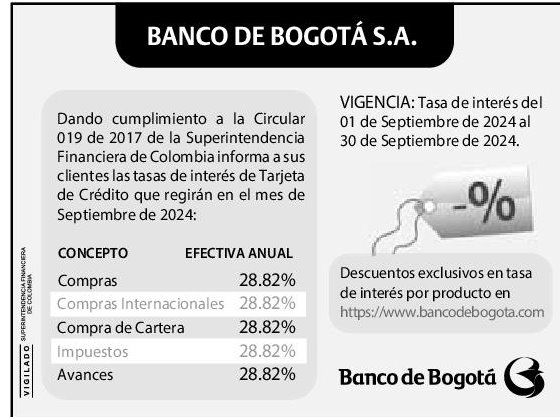 BANCO DE BOGOTÁ S.A.
Dando cumplimiento a la Circular
019 de 2017 de la Superintendencia
Financiera de Colombia informa a sus
clientes las tasas de interés de Tarjeta
de Crédito que regirán en el mes de
Septiembre de 2024:
CONCEPTO EFECTIVA ANUAL
Compras 28.82%
Compras Internacionales 28.82%
Compra de Cartera 28.82%
Impuestos 28.82%
Avances 28.82%
VIGENCIA: Tasa de interés del
01 de Septiembre de 2024 al
30 de Septiembre de 2024.
-%
Descuentos exclusivos en tasa
de interés por producto en
https://www.bancodebogota.com
Banco de Bogotá
VIGILADO
SUPERINTENDENCIA FINANCIERA
DE COLOMBIA